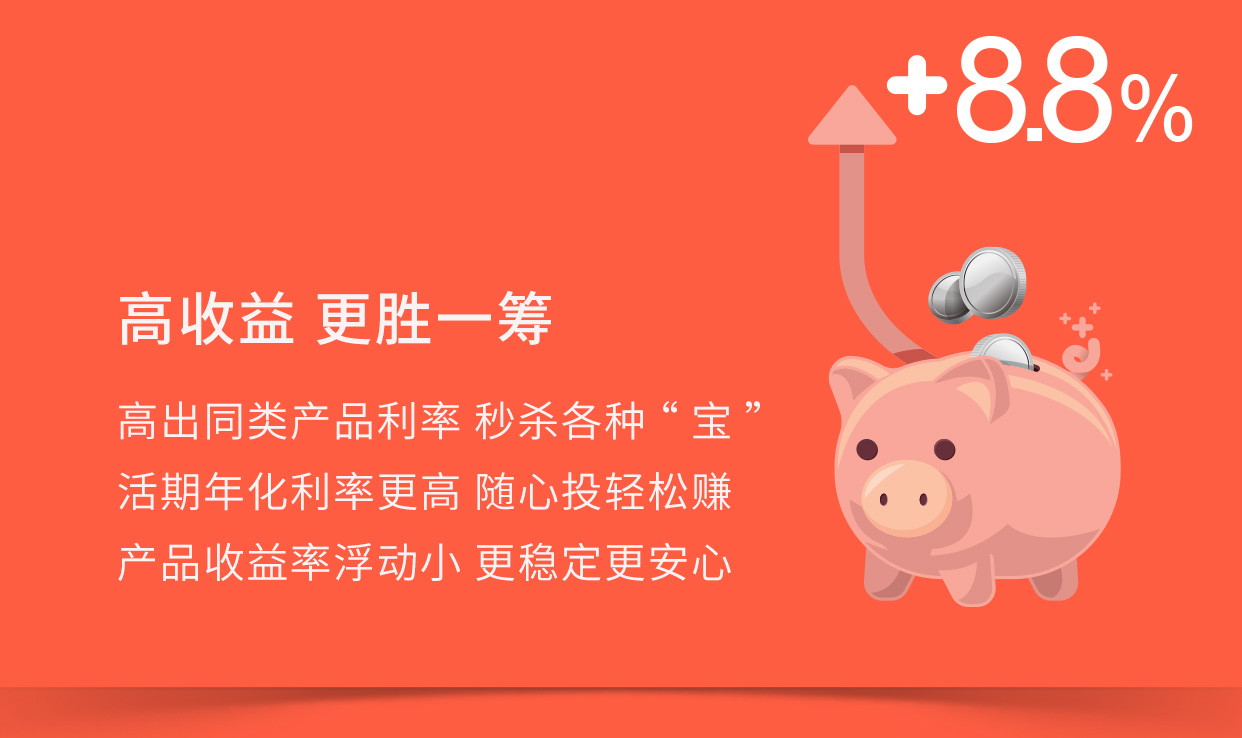 +8.8%
高收益 更胜一筹
高出同类产品利率 秒杀各种“宝”
活期年化利率更高 随心投轻松赚
产品收益率浮动小 更稳定更安心